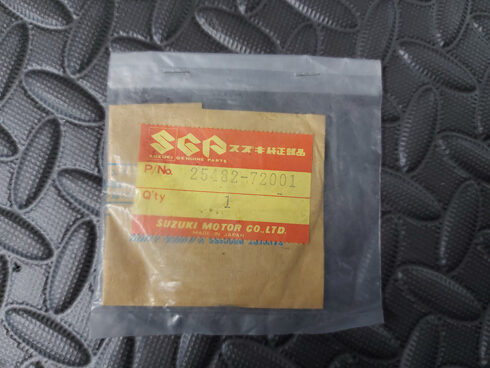 SGP スズキ純正部品
SUZUKI GENUINE PARTS
P/No. 25482-72001
Q'ty 1
SUZUKI MOTOR CO.,LTD.
MADE IN JAPAN